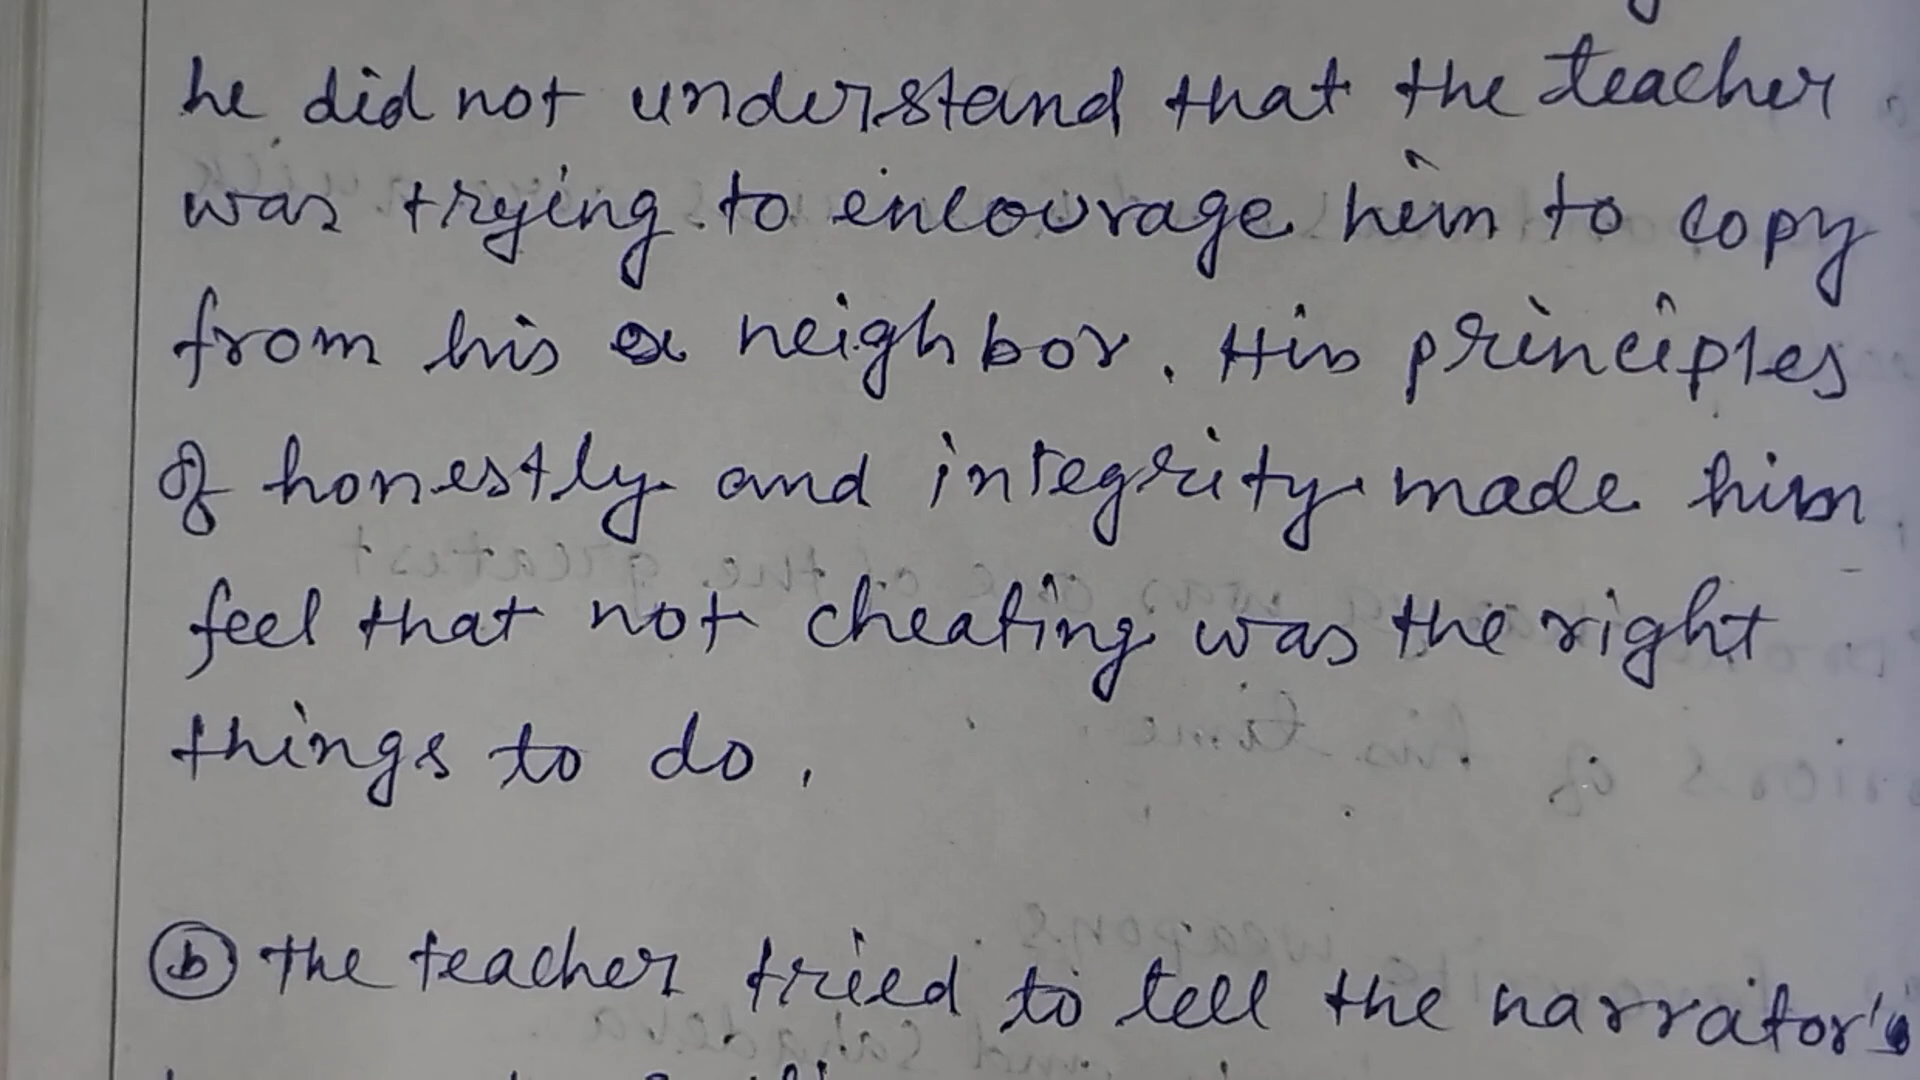 he did not understand that the teacher
was trying to encourage him to copy
from his neighbor. His principles
of honestly and integrity made him
feel that not cheating was the right
things to do.
(b) the teacher tried to tell the narrator's